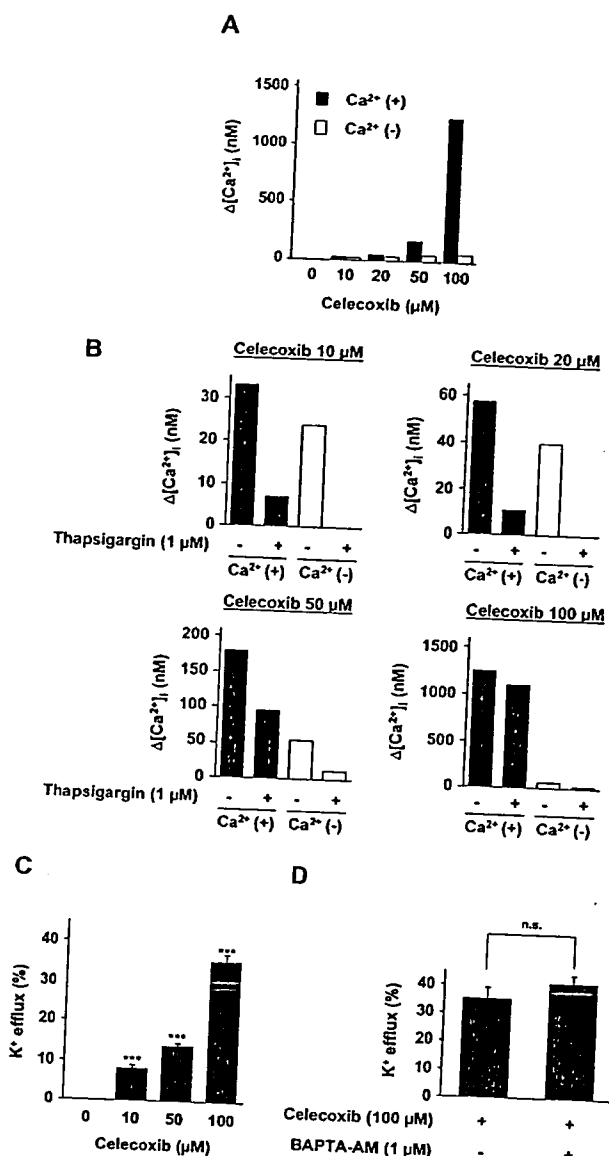 A
1500
1000
500
0
Δ[Ca²⁺]i (nM)
Ca²⁺ (+)
Ca²⁺ (-)
0 10 20 50 100
Celecoxib (μM)
B
Celecoxib 10 μM
30
20
10
0
Δ[Ca²⁺]i (nM)
Thapsigargin (1 μM) - + - +
Ca²⁺ (+) Ca²⁺ (-)
Celecoxib 20 μM
60
40
20
0
Δ[Ca²⁺]i (nM)
- + - +
Ca²⁺ (+) Ca²⁺ (-)
Celecoxib 50 μM
200
150
100
50
0
Δ[Ca²⁺]i (nM)
Thapsigargin (1 μM) - + - +
Ca²⁺ (+) Ca²⁺ (-)
Celecoxib 100 μM
1000
500
0
Δ[Ca²⁺]i (nM)
- + - +
Ca²⁺ (+) Ca²⁺ (-)
C
40
30
20
10
0
K⁺ efflux (%)
***
***
***
0 10 50 100
Celecoxib (μM)
D
n.s.
40
30
20
10
0
K⁺ efflux (%)
Celecoxib (100 μM) + +
BAPTA-AM (1 μM) - +